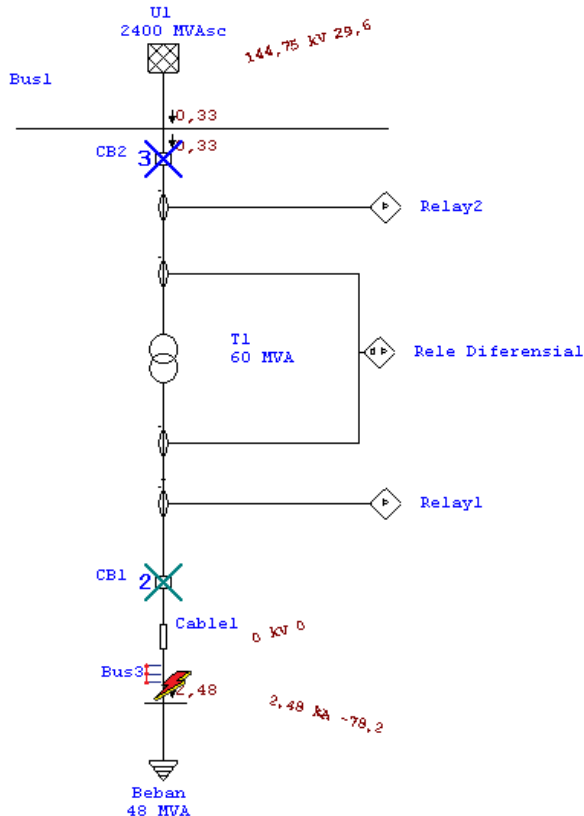 U1
2400 MVAsc
144,75 kV 29,6
Bus1
0,33
0,33
CB2
3
Relay2
T1
60 MVA
Rele Diferensial
Relay1
CB1
2
Cable1
0 kV 0
Bus3
2,48
2,48 kA -78,2
Beban
48 MVA